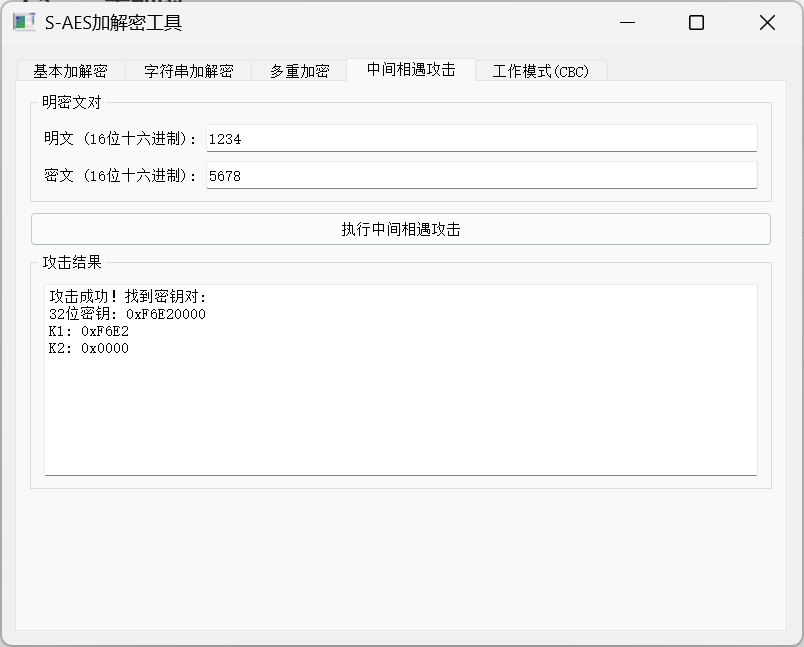 S-AES加解密工具
基本加解密 字符串加解密 多重加密 中间相遇攻击 工作模式(CBC)
明密文对
明文 (16位十六进制): 1234
密文 (16位十六进制): 5678
执行中间相遇攻击
攻击结果
攻击成功! 找到密钥对:
32位密钥: 0xF6E20000
K1: 0xF6E2
K2: 0x0000